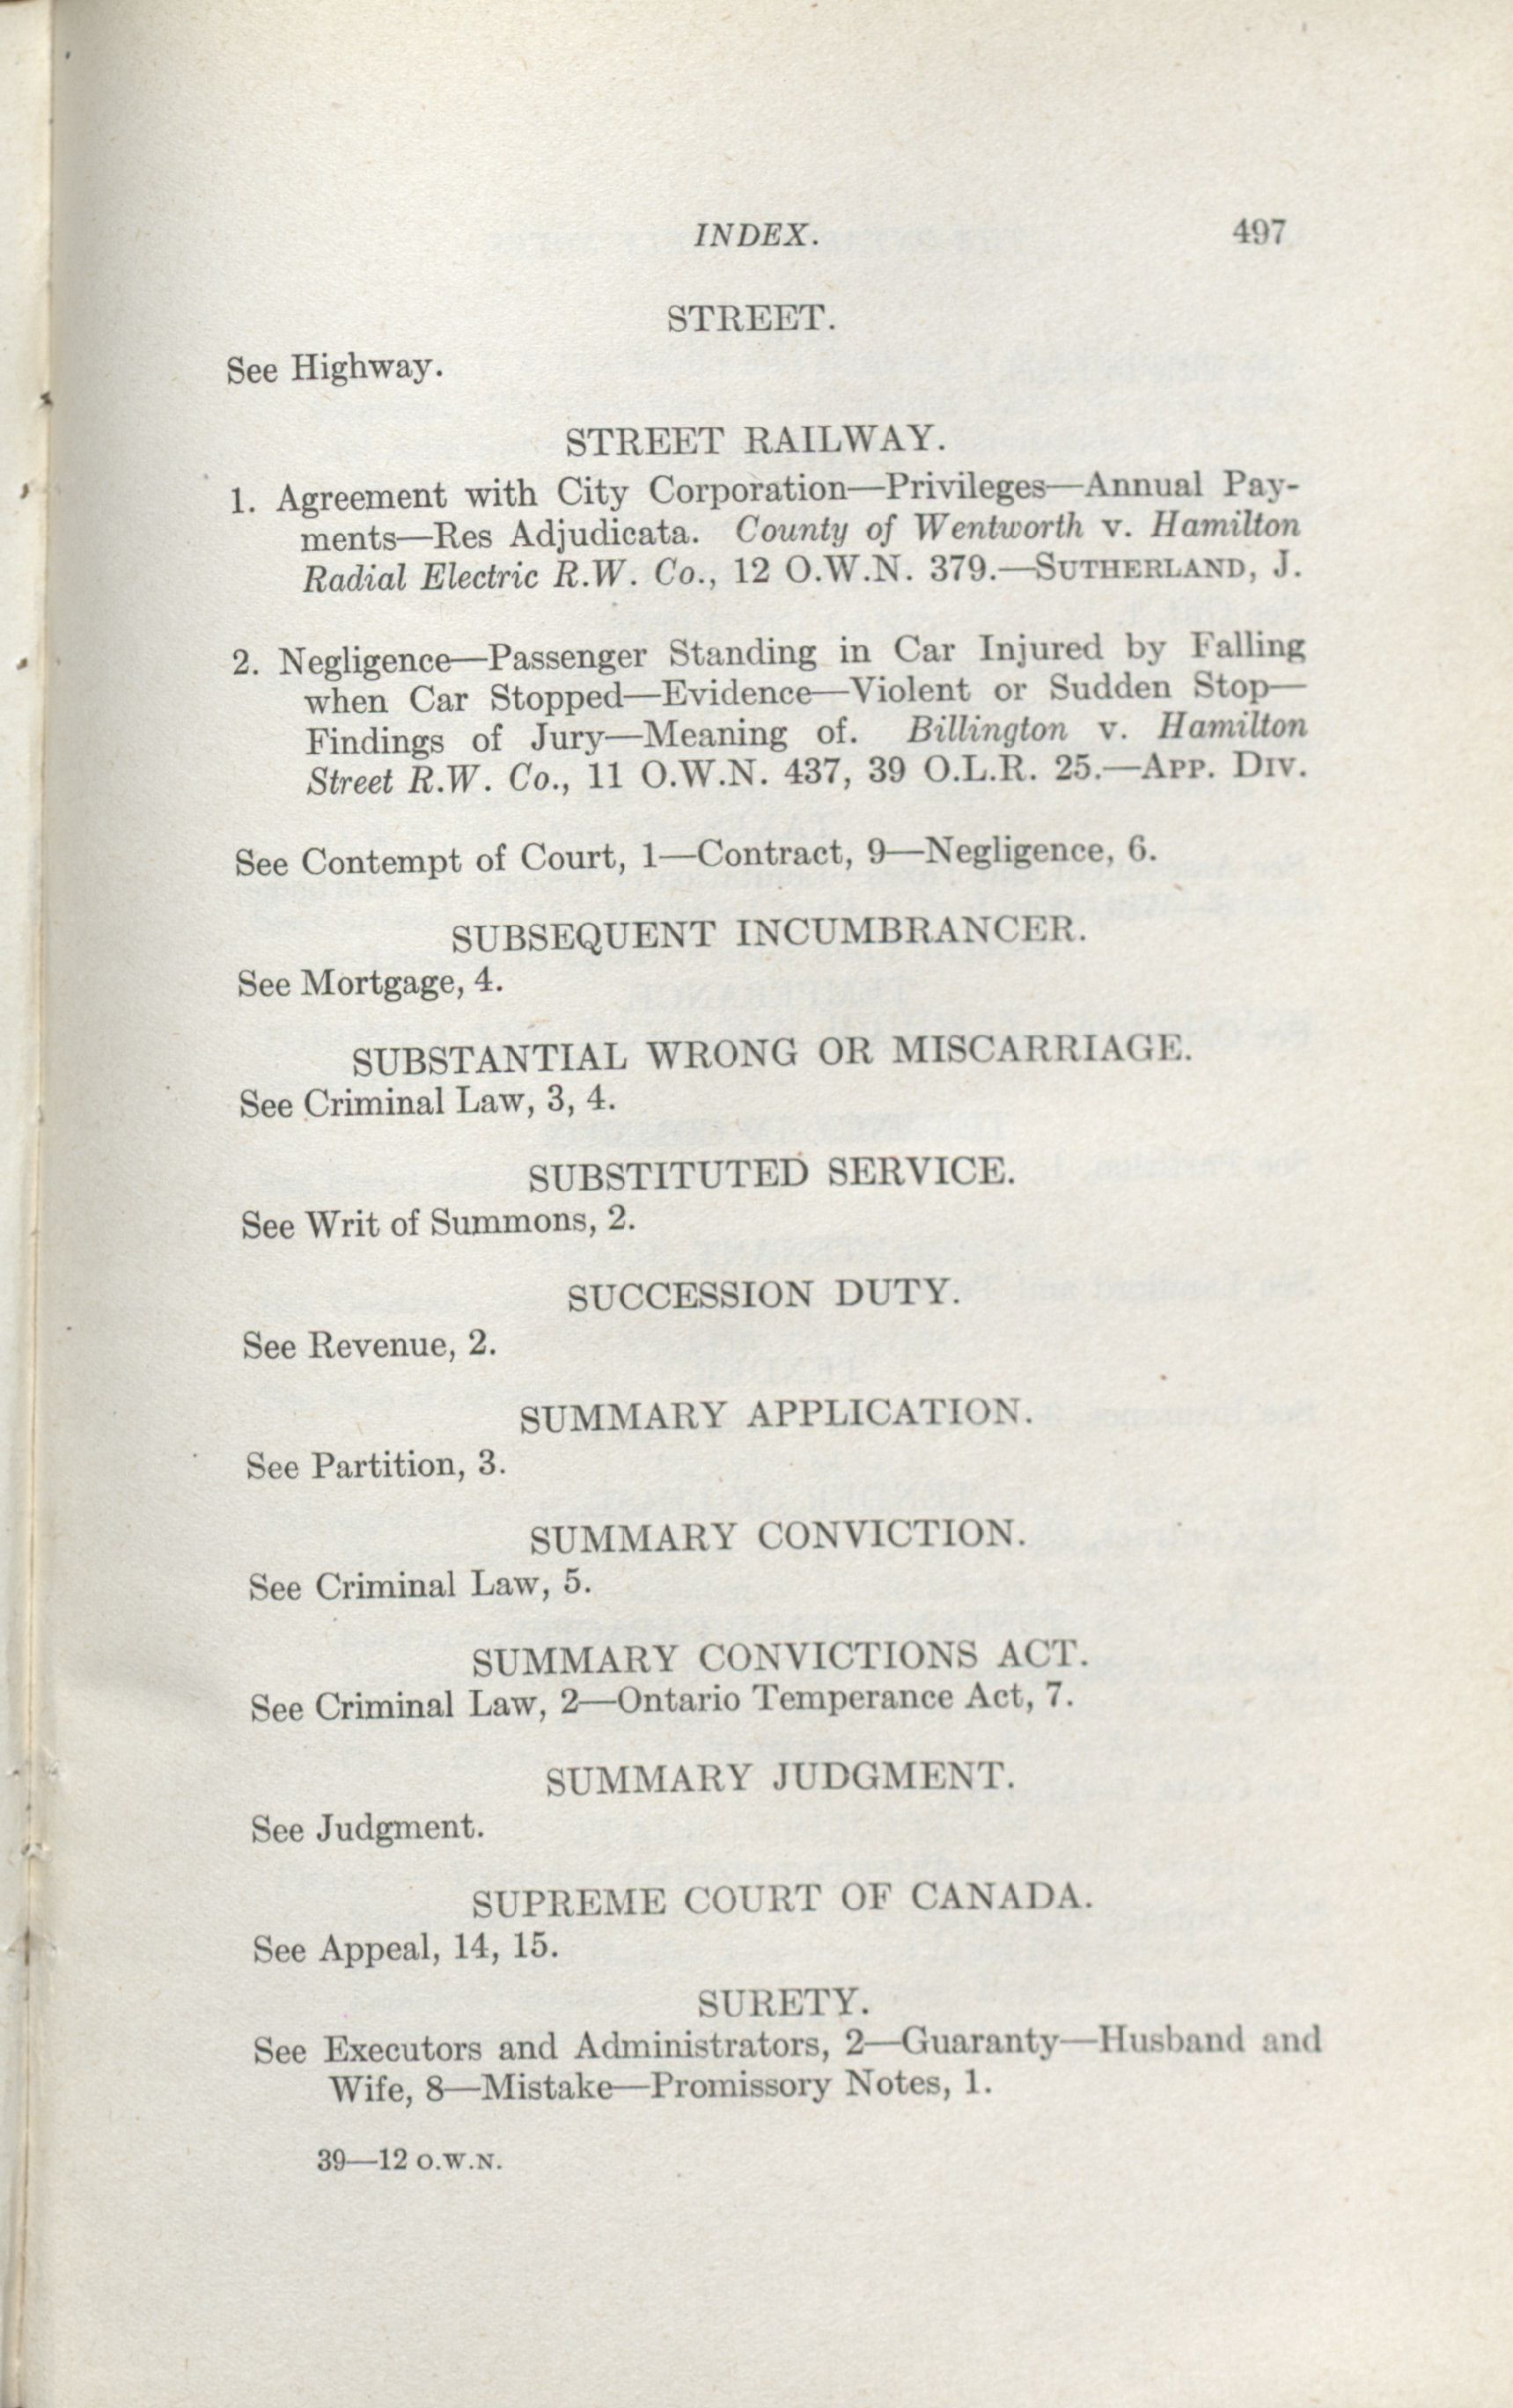 INDEX. 497
STREET.
See Highway.
STREET RAILWAY.
1. Agreement with City Corporation—Privileges—Annual Pay-
ments—Res Adjudicata. County of Wentworth v. Hamilton
Radial Electric R.W. Co., 12 O.W.N. 379.—SUTHERLAND, J.
2. Negligence—Passenger Standing in Car Injured by Falling
when Car Stopped—Evidence—Violent or Sudden Stop—
Findings of Jury—Meaning of. Billington v. Hamilton
Street R.W. Co., 11 O.W.N. 437, 39 O.L.R. 25.—APP. DIV.
See Contempt of Court, 1—Contract, 9—Negligence, 6.
SUBSEQUENT INCUMBRANCER.
See Mortgage, 4.
SUBSTANTIAL WRONG OR MISCARRIAGE.
See Criminal Law, 3, 4.
SUBSTITUTED SERVICE.
See Writ of Summons, 2.
SUCCESSION DUTY.
See Revenue, 2.
SUMMARY APPLICATION.
See Partition, 3.
SUMMARY CONVICTION.
See Criminal Law, 5.
SUMMARY CONVICTIONS ACT.
See Criminal Law, 2—Ontario Temperance Act, 7.
SUMMARY JUDGMENT.
See Judgment.
SUPREME COURT OF CANADA.
See Appeal, 14, 15.
SURETY.
See Executors and Administrators, 2—Guaranty—Husband and
Wife, 8—Mistake—Promissory Notes, 1.
39—12 O.W.N.